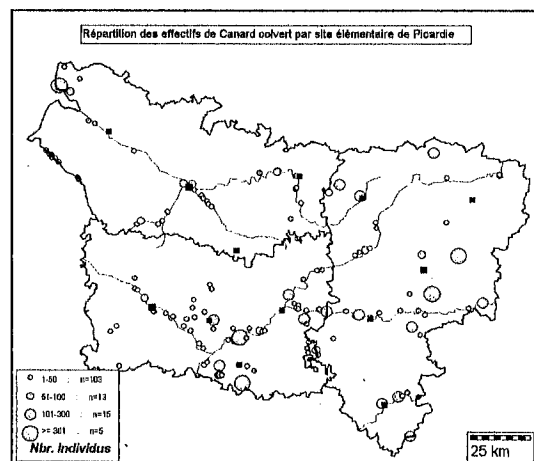 Répartition des effectifs de Canard colvert par site élémentaire de Picardie
1-50 : n=103
51-100 : n=13
101-300 : n=15
>= 301 : n=5
Nbr. Individus
25 km